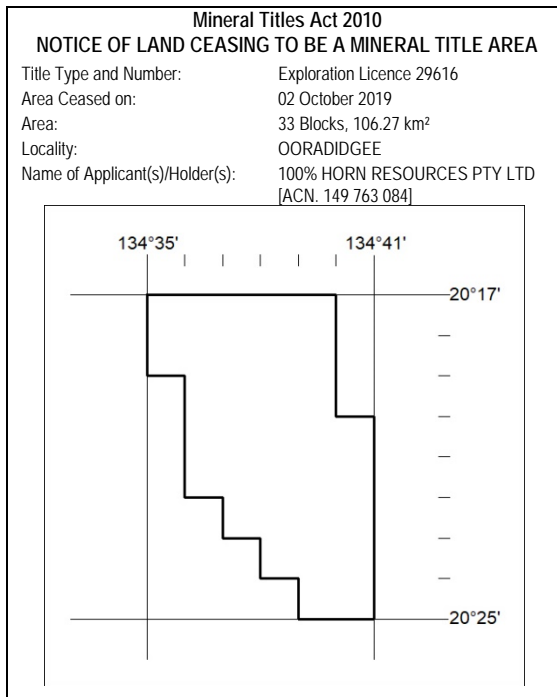 Mineral Titles Act 2010
NOTICE OF LAND CEASING TO BE A MINERAL TITLE AREA
Title Type and Number: Exploration Licence 29616
Area Ceased on: 02 October 2019
Area: 33 Blocks, 106.27 km²
Locality: OORADIDGEE
Name of Applicant(s)/Holder(s): 100% HORN RESOURCES PTY LTD
[ACN. 149 763 084]
134°35' 134°41'
20°17'
20°25'